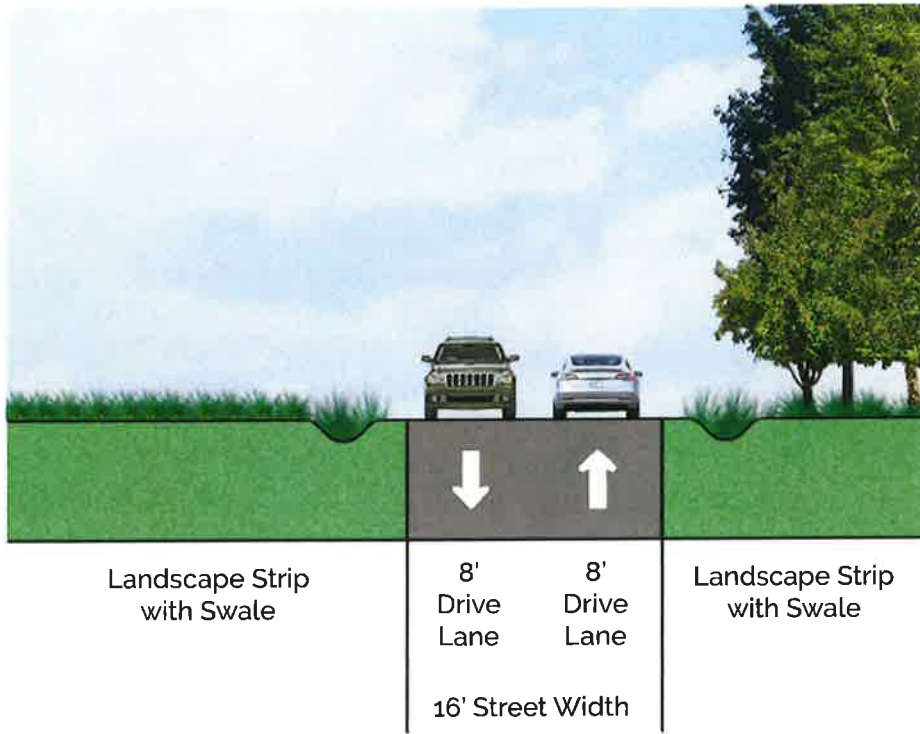 Landscape Strip
with Swale
8'
Drive
Lane
8'
Drive
Lane
Landscape Strip
with Swale
16' Street Width